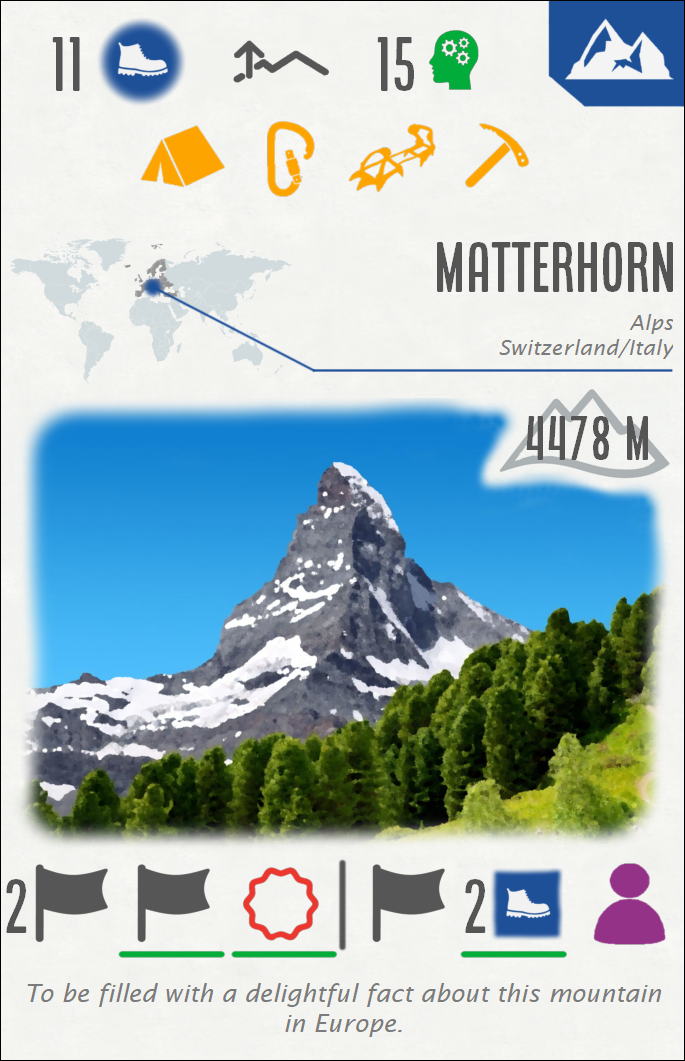 11 15
MATTERHORN
Alps
Switzerland/Italy
4478 M
2 2
To be filled with a delightful fact about this mountain
in Europe.